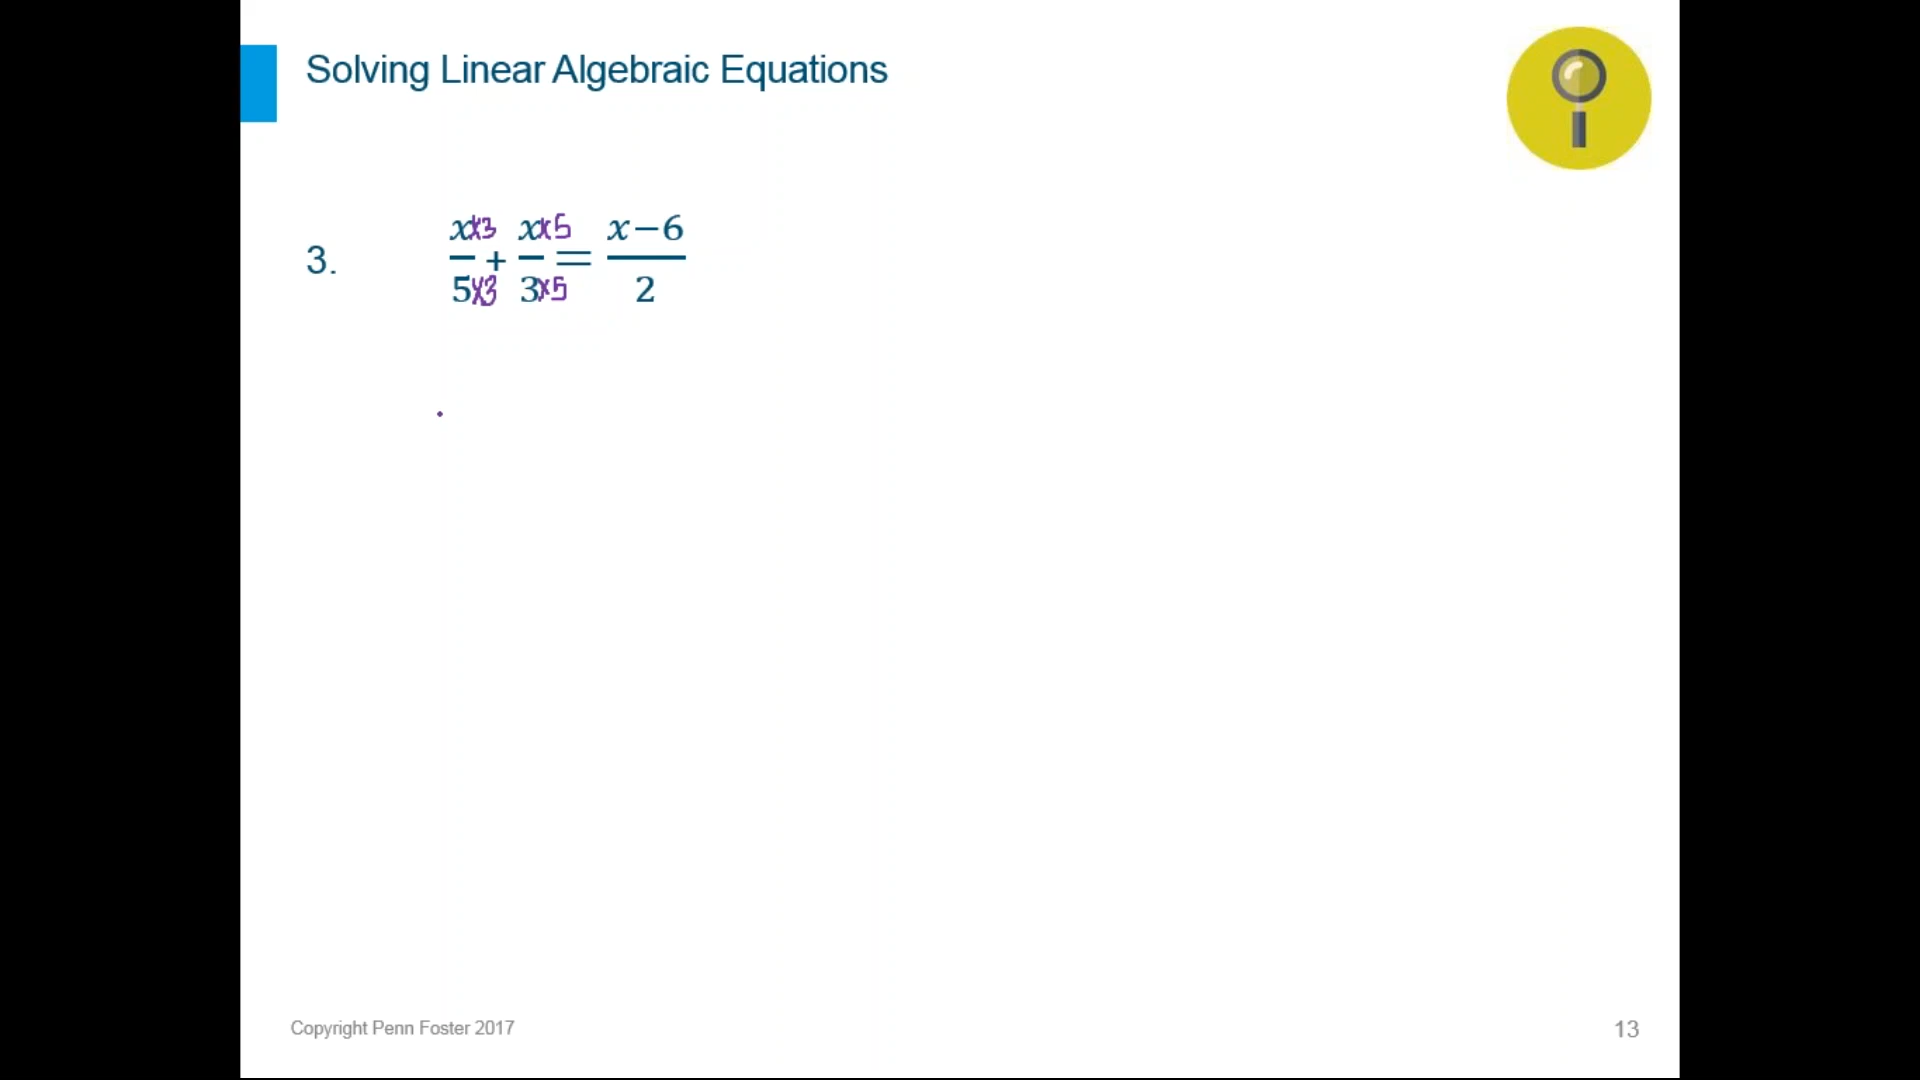 Solving Linear Algebraic Equations
3. x×3/5×3 + x×5/3×5 = x−6/2
Copyright Penn Foster 2017
13